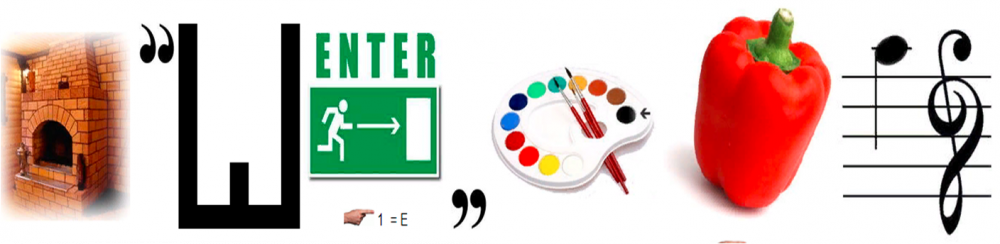 “ Ш
ENTER
1 = E
”